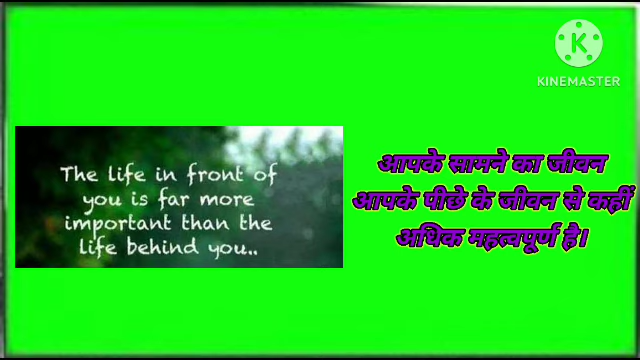 KINEMASTER
The life in front of
you is far more
important than the
life behind you..
आपके सामने का जीवन
आपके पीछे के जीवन से कहीं
अधिक महत्वपूर्ण है।